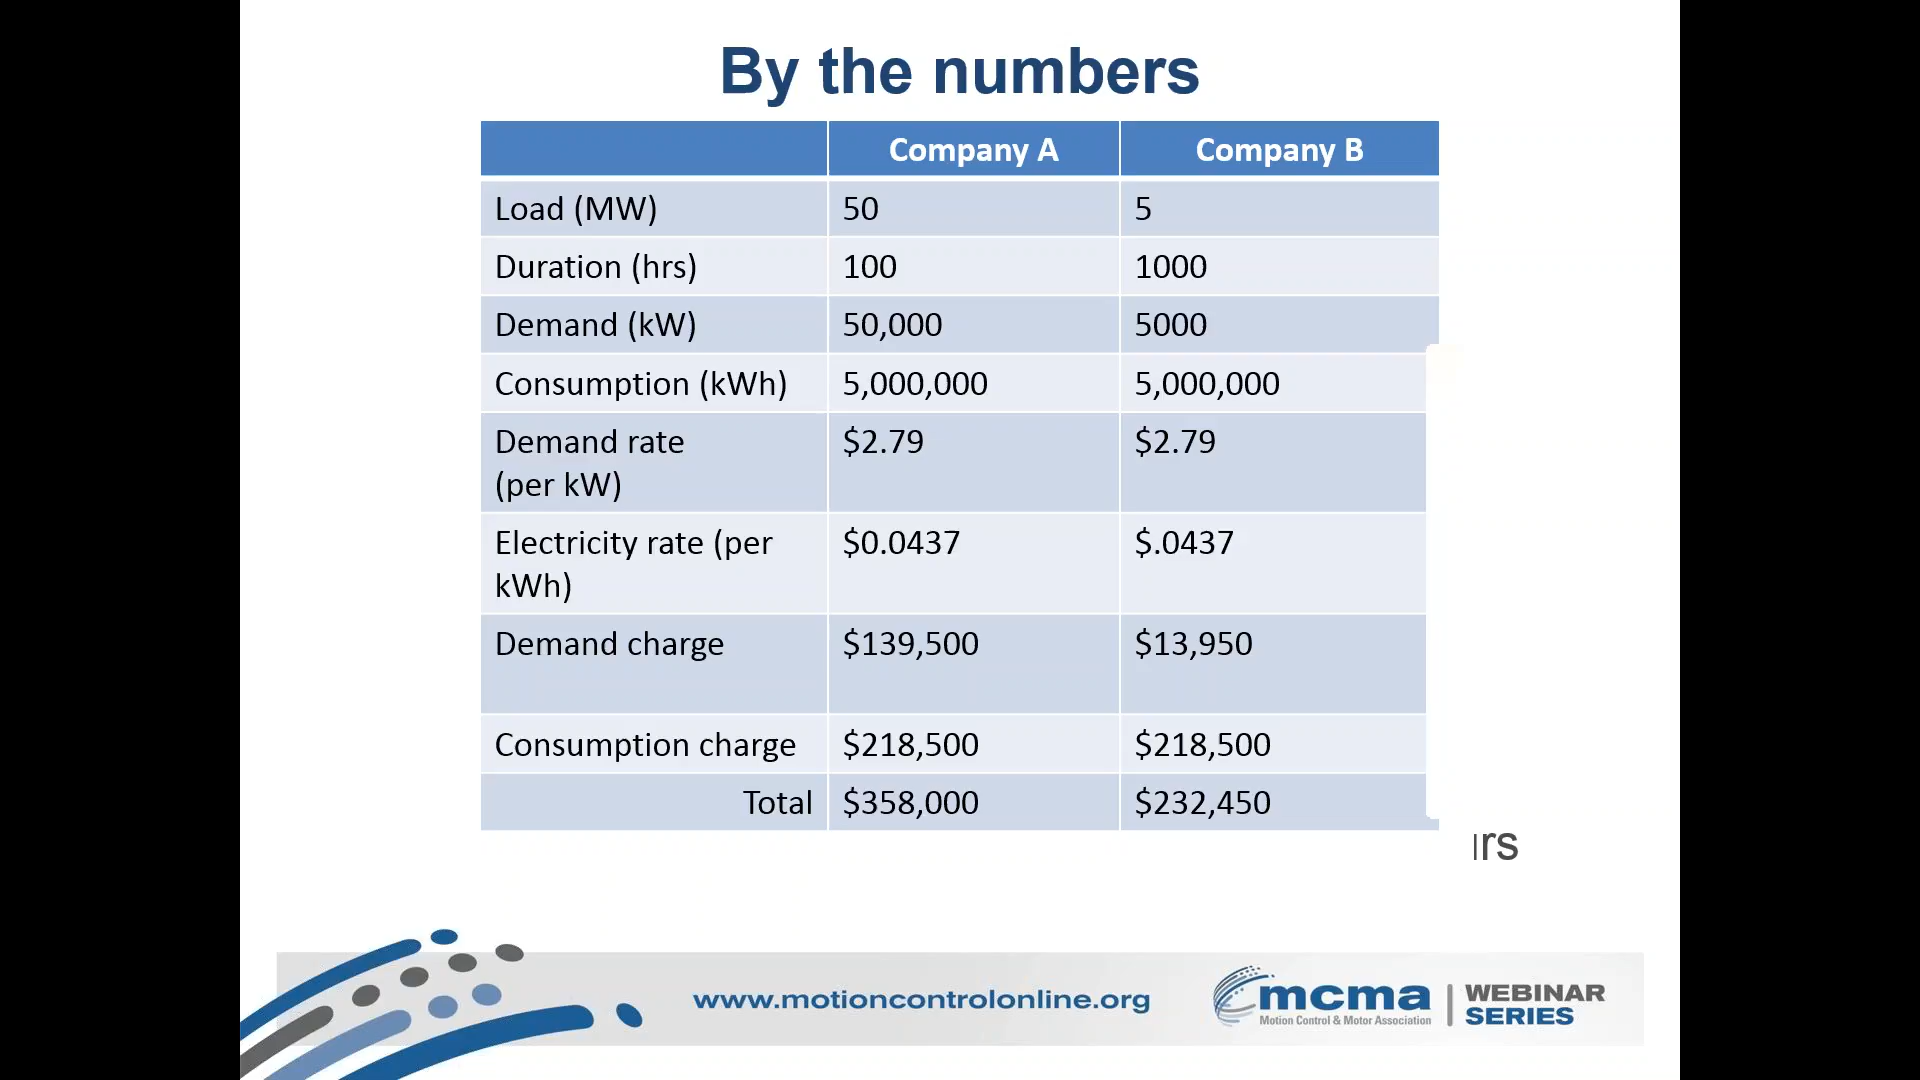 By the numbers
Company A Company B
Load (MW) 50 5
Duration (hrs) 100 1000
Demand (kW) 50,000 5000
Consumption (kWh) 5,000,000 5,000,000
Demand rate $2.79 $2.79
(per kW)
Electricity rate (per $0.0437 $.0437
kWh)
Demand charge $139,500 $13,950
Consumption charge $218,500 $218,500
Total $358,000 $232,450
www.motioncontrolonline.org
mcma WEBINAR
Motion Control & Motor Association SERIES